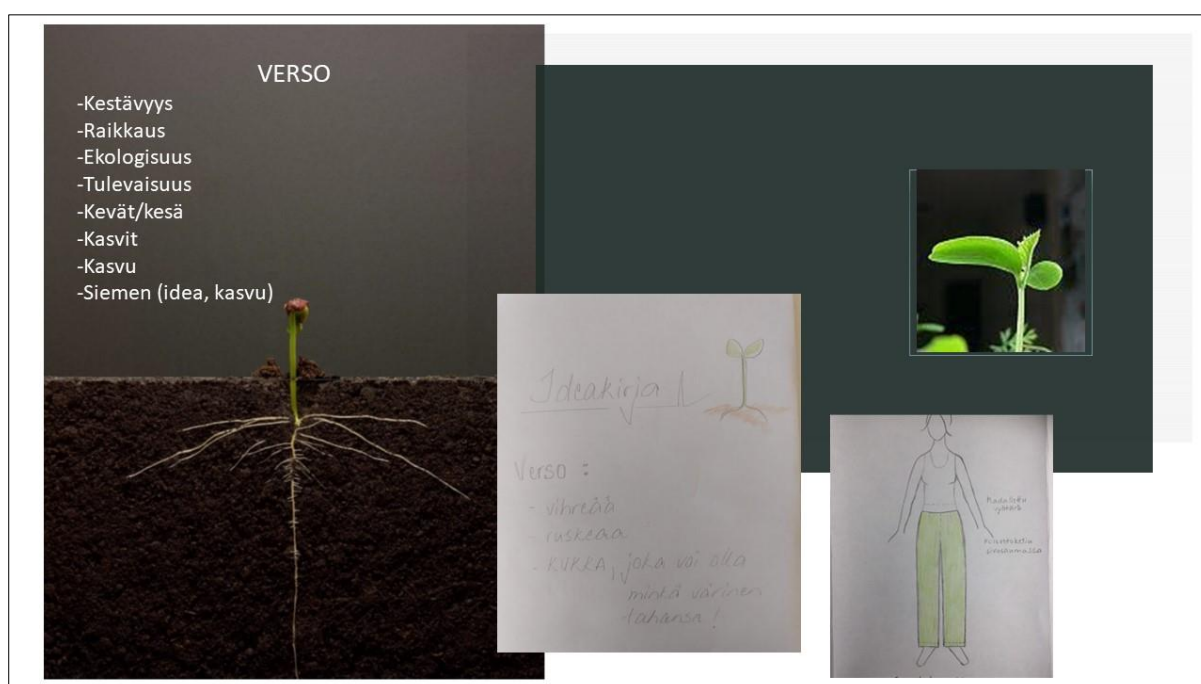 VERSO
-Kestävyys
-Raikkaus
-Ekologisuus
-Tulevaisuus
-Kevät/kesä
-Kasvit
-Kasvu
-Siemen (idea, kasvu)
Ideakirja
Verso :
- vihreää
- ruskeaa
- KUKKA, joka voi olla
minkä värinen
tahansa!